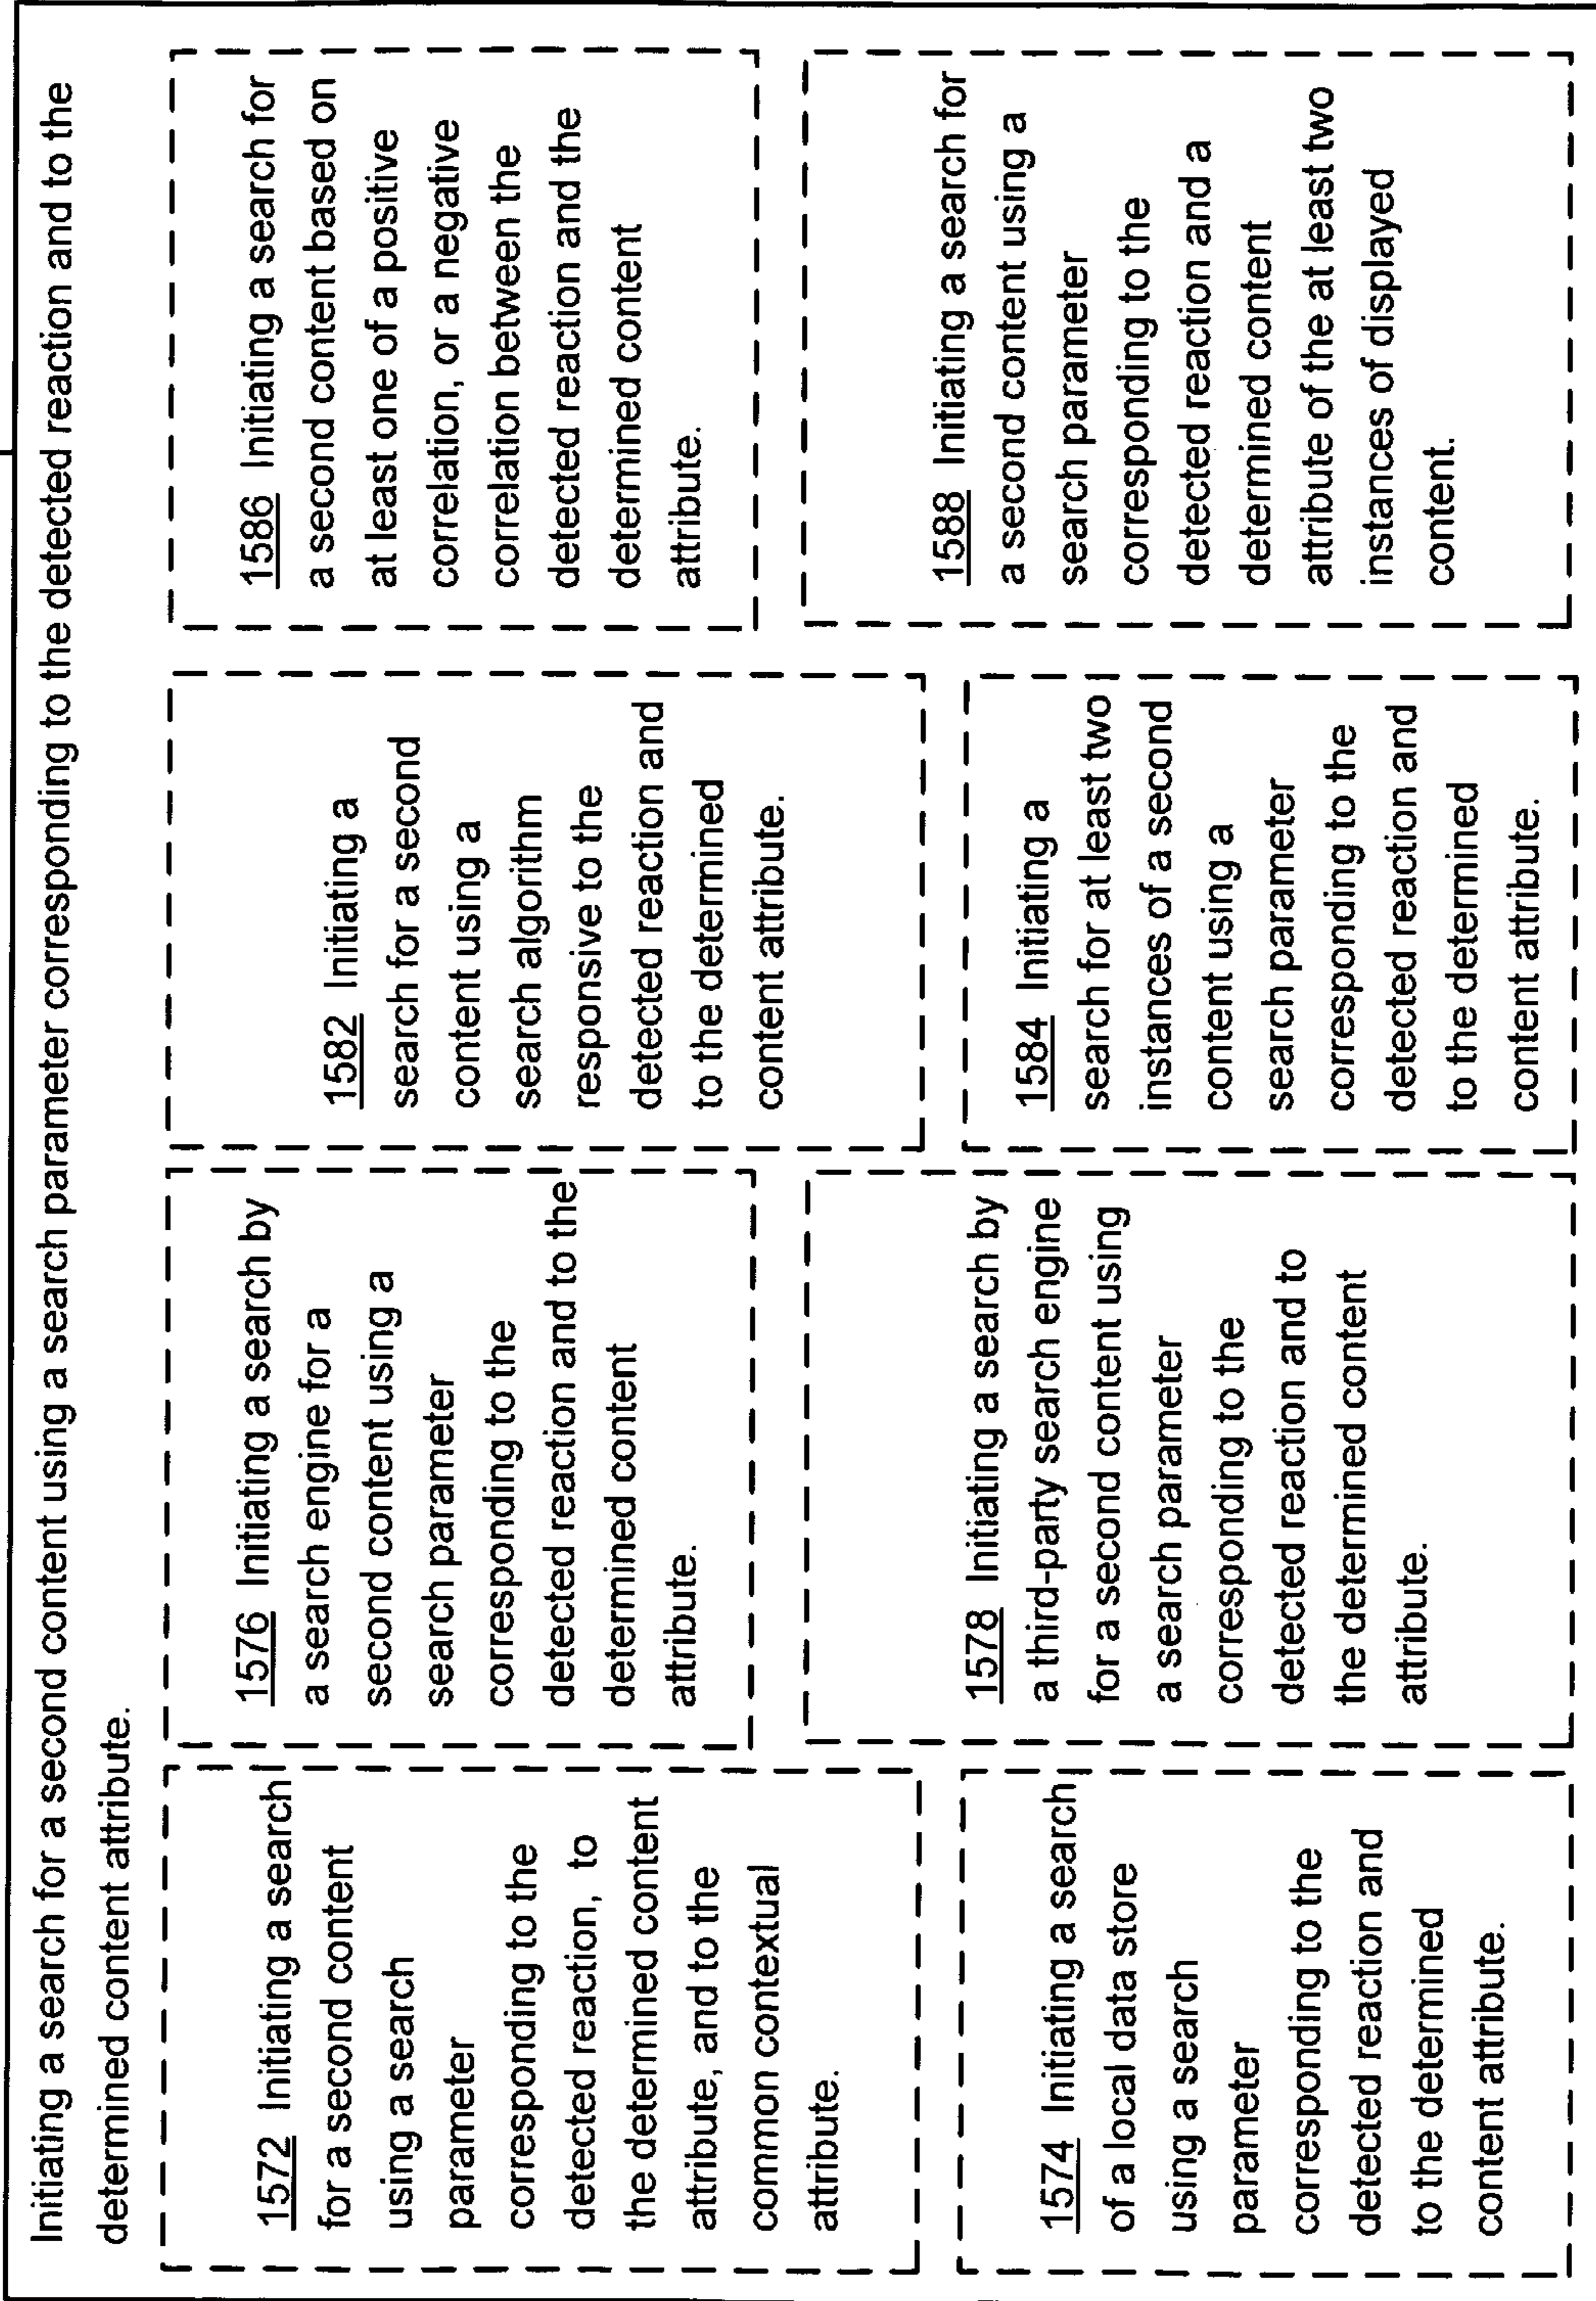 Initiating a search for a second content using a search parameter corresponding to the detected reaction and to the
determined content attribute.
1572 Initiating a search
for a second content
using a search
parameter
corresponding to the
detected reaction, to
the determined content
attribute, and to the
common contextual
attribute.
1574 Initiating a search
of a local data store
using a search
parameter
corresponding to the
detected reaction and
to the determined
content attribute.
1576 Initiating a search by
a search engine for a
second content using a
search parameter
corresponding to the
detected reaction and to the
determined content
attribute.
1578 Initiating a search by
a third-party search engine
for a second content using
a search parameter
corresponding to the
detected reaction and to
the determined content
attribute.
1582 Initiating a
search for a second
content using a
search algorithm
responsive to the
detected reaction and
to the determined
content attribute.
1584 Initiating a
search for at least two
instances of a second
content using a
search parameter
corresponding to the
detected reaction and
to the determined
content attribute.
1586 Initiating a search for
a second content based on
at least one of a positive
correlation, or a negative
correlation between the
detected reaction and the
determined content
attribute.
1588 Initiating a search for
a second content using a
search parameter
corresponding to the
detected reaction and a
determined content
attribute of the at least two
instances of displayed
content.